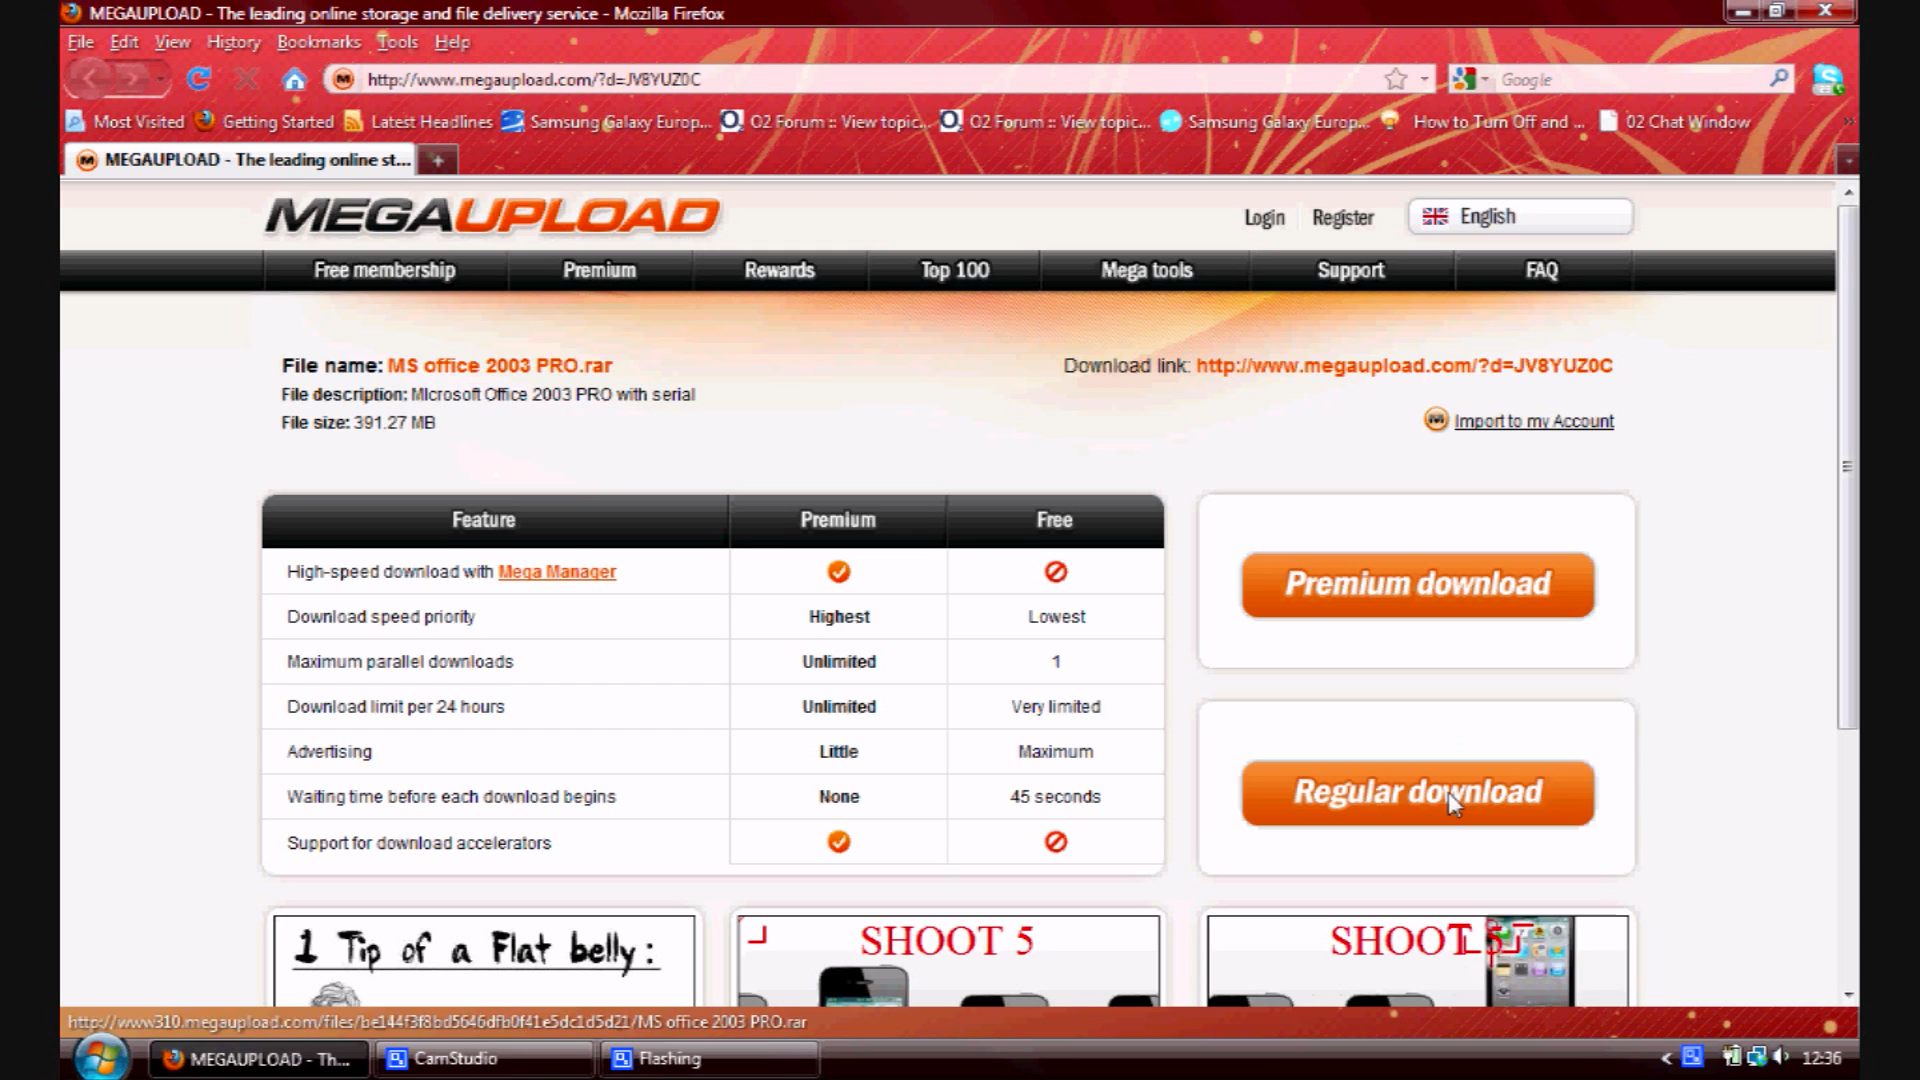 MEGAUPLOAD - The leading online storage and file delivery service - Mozilla Firefox
File Edit View History Bookmarks Tools Help
http://www.megaupload.com/?d=JV8YUZ0C
Google
Most Visited Getting Started Latest Headlines Samsung Galaxy Europ... O2 Forum :: View topic... O2 Forum :: View topic... Samsung Galaxy Europ... How to Turn Off and ... 02 Chat Window
MEGAUPLOAD - The leading online st...
MEGAUPLOAD
Login Register English
Free membership Premium Rewards Top 100 Mega tools Support FAQ
File name: MS office 2003 PRO.rar
Download link: http://www.megaupload.com/?d=JV8YUZ0C
File description: MIcrosoft Office 2003 PRO with serial
File size: 391.27 MB
Import to my Account
Feature Premium Free
High-speed download with Mega Manager
Download speed priority Highest Lowest
Maximum parallel downloads Unlimited 1
Download limit per 24 hours Unlimited Very limited
Advertising Little Maximum
Waiting time before each download begins None 45 seconds
Support for download accelerators
Premium download
Regular download
1 Tip of a Flat belly:
SHOOT 5
SHOOT 5
http://www310.megaupload.com/files/be144f3f8bd5646dfb0f41e5dc1d5d21/MS office 2003 PRO.rar
MEGAUPLOAD - Th... CamStudio Flashing 12:36